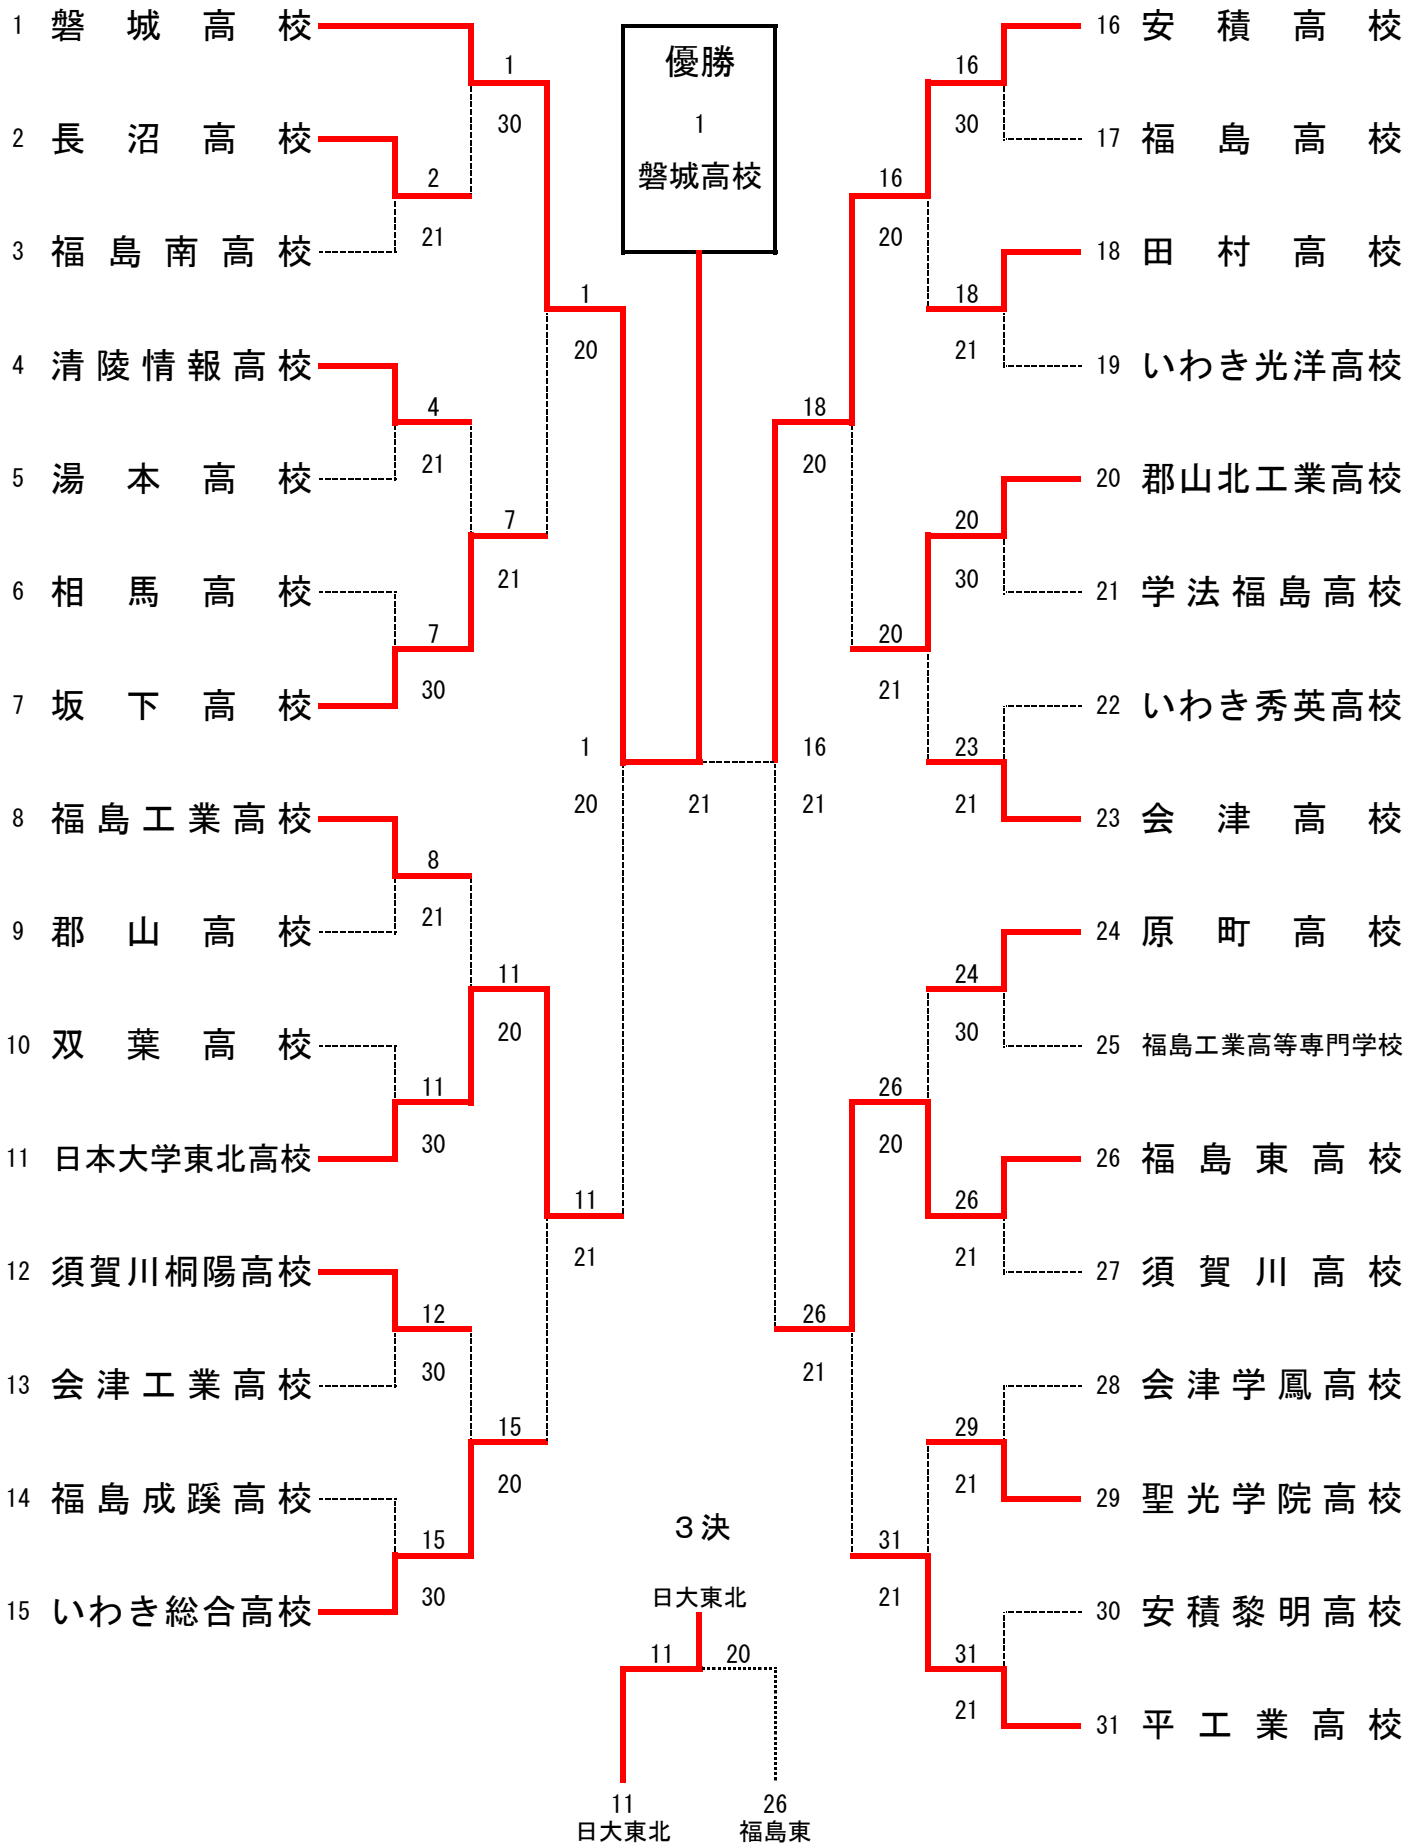 1 磐城高校
2 長沼高校
3 福島南高校
4 清陵情報高校
5 湯本高校
6 相馬高校
7 坂下高校
8 福島工業高校
9 郡山高校
10 双葉高校
11 日本大学東北高校
12 須賀川桐陽高校
13 会津工業高校
14 福島成蹊高校
15 いわき総合高校
1
30
2
21
1
20
4
21
7
21
7
30
1
20
8
21
11
20
11
30
11
21
12
30
15
20
15
30
優勝
1
磐城高校
21
16
30
16
20
18
21
18
20
20
30
20
21
16
21
23
21
24
30
26
20
26
21
26
21
29
21
31
21
31
21
16 安積高校
17 福島高校
18 田村高校
19 いわき光洋高校
20 郡山北工業高校
21 学法福島高校
22 いわき秀英高校
23 会津高校
24 原町高校
25 福島工業高等専門学校
26 福島東高校
27 須賀川高校
28 会津学鳳高校
29 聖光学院高校
30 安積黎明高校
31 平工業高校
３決
日大東北
11 20
11 26
日大東北 福島東